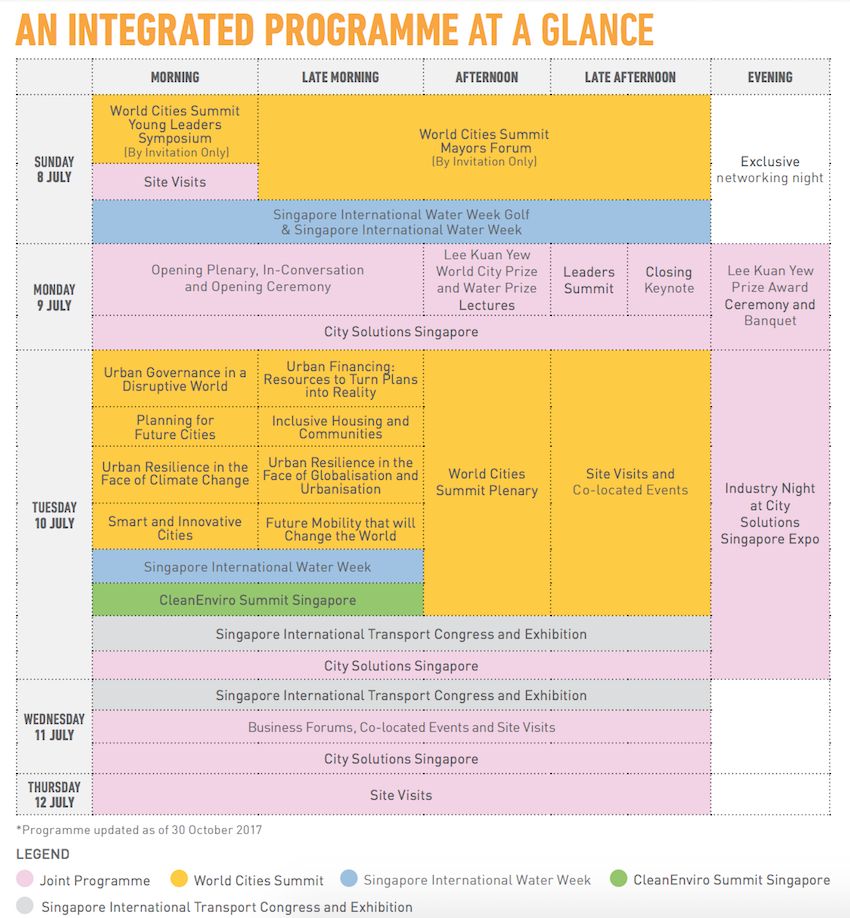 AN INTEGRATED PROGRAMME AT A GLANCE
MORNING
LATE MORNING
AFTERNOON
LATE AFTERNOON
EVENING
SUNDAY
8 JULY
World Cities Summit
Young Leaders
Symposium
(By Invitation Only)
Site Visits
World Cities Summit
Mayors Forum
(By Invitation Only)
Singapore International Water Week Golf
& Singapore International Water Week
Exclusive
networking night
MONDAY
9 JULY
Opening Plenary, In-Conversation
and Opening Ceremony
Lee Kuan Yew
World City Prize
and Water Prize
Lectures
Leaders
Summit
Closing
Keynote
Lee Kuan Yew
Prize Award
Ceremony and
Banquet
City Solutions Singapore
TUESDAY
10 JULY
Urban Governance in a
Disruptive World
Urban Financing:
Resources to Turn Plans
into Reality
Planning for
Future Cities
Inclusive Housing and
Communities
Urban Resilience in the
Face of Climate Change
Urban Resilience in the
Face of Globalisation and
Urbanisation
Smart and Innovative
Cities
Future Mobility that will
Change the World
World Cities
Summit Plenary
Site Visits and
Co-located Events
Industry Night
at City
Solutions
Singapore Expo
Singapore International Water Week
CleanEnviro Summit Singapore
Singapore International Transport Congress and Exhibition
City Solutions Singapore
WEDNESDAY
11 JULY
Singapore International Transport Congress and Exhibition
Business Forums, Co-located Events and Site Visits
City Solutions Singapore
THURSDAY
12 JULY
Site Visits
*Programme updated as of 30 October 2017
LEGEND
Joint Programme
World Cities Summit
Singapore International Water Week
CleanEnviro Summit Singapore
Singapore International Transport Congress and Exhibition